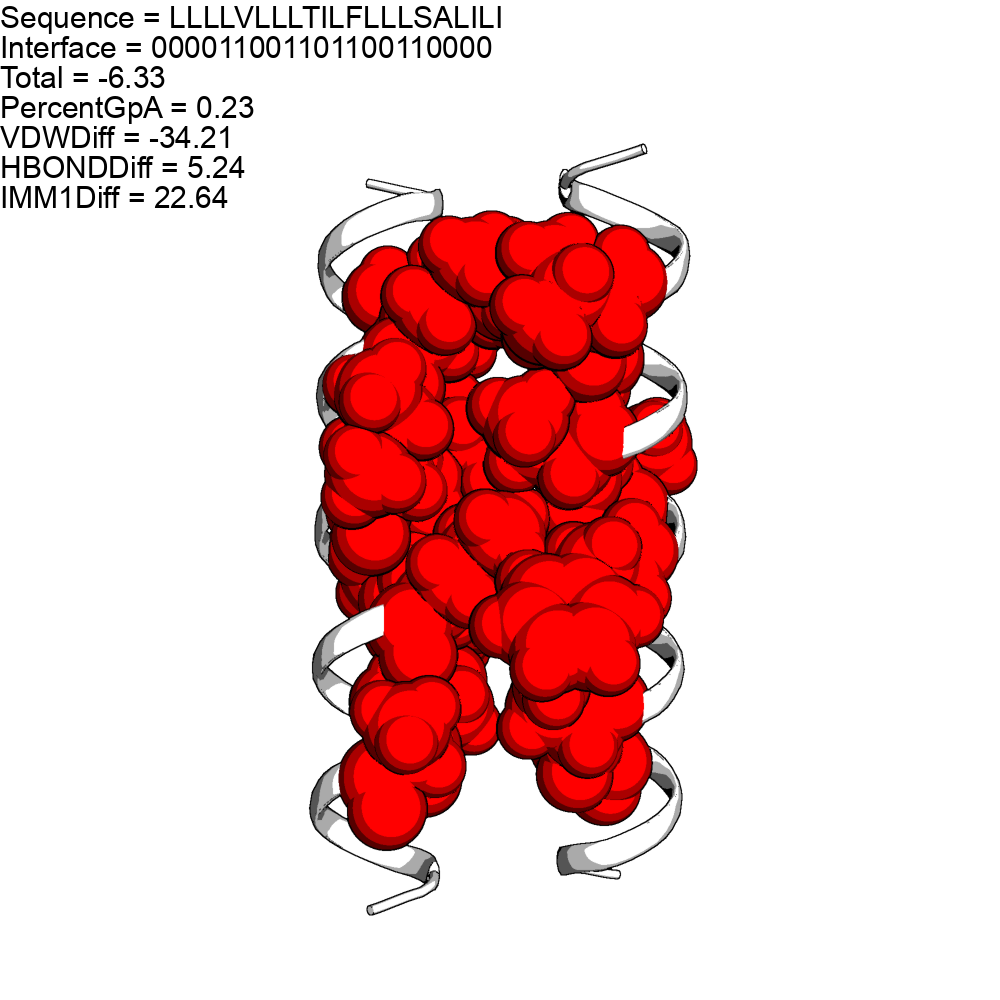 Sequence = LLLLVLLLTILFLLLSALILI
Interface = 000011001101100110000
Total = -6.33
PercentGpA = 0.23
VDWDiff = -34.21
HBONDDiff = 5.24
IMM1Diff = 22.64